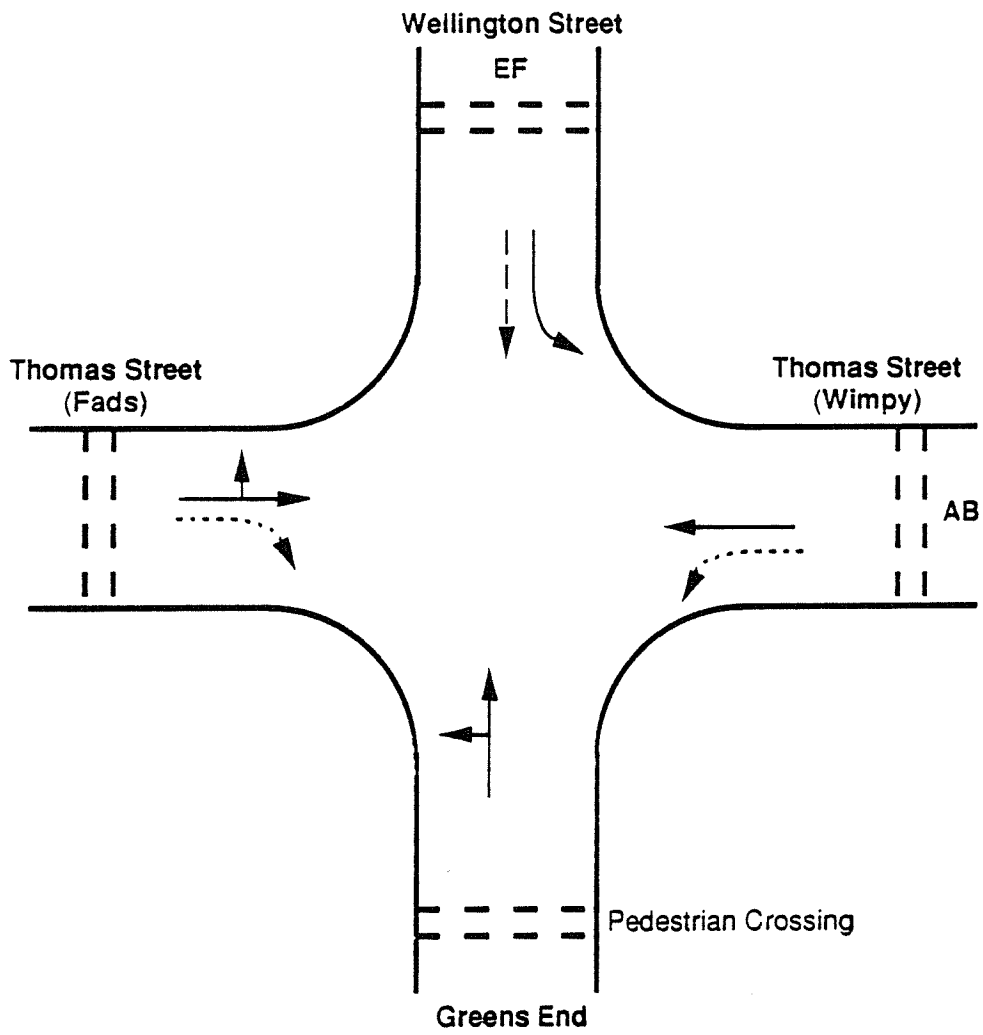 Wellington Street
EF
Thomas Street
(Fads)
Thomas Street
(Wimpy)
AB
Pedestrian Crossing
Greens End